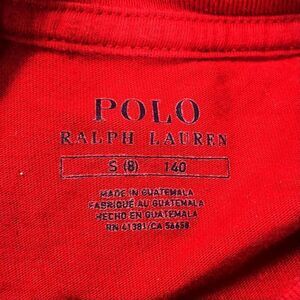 POLO
RALPH LAUREN
S (8) 140
MADE IN GUATEMALA
FABRIQUÉ AU GUATEMALA
HECHO EN GUATEMALA
RN 41381/CA 56658